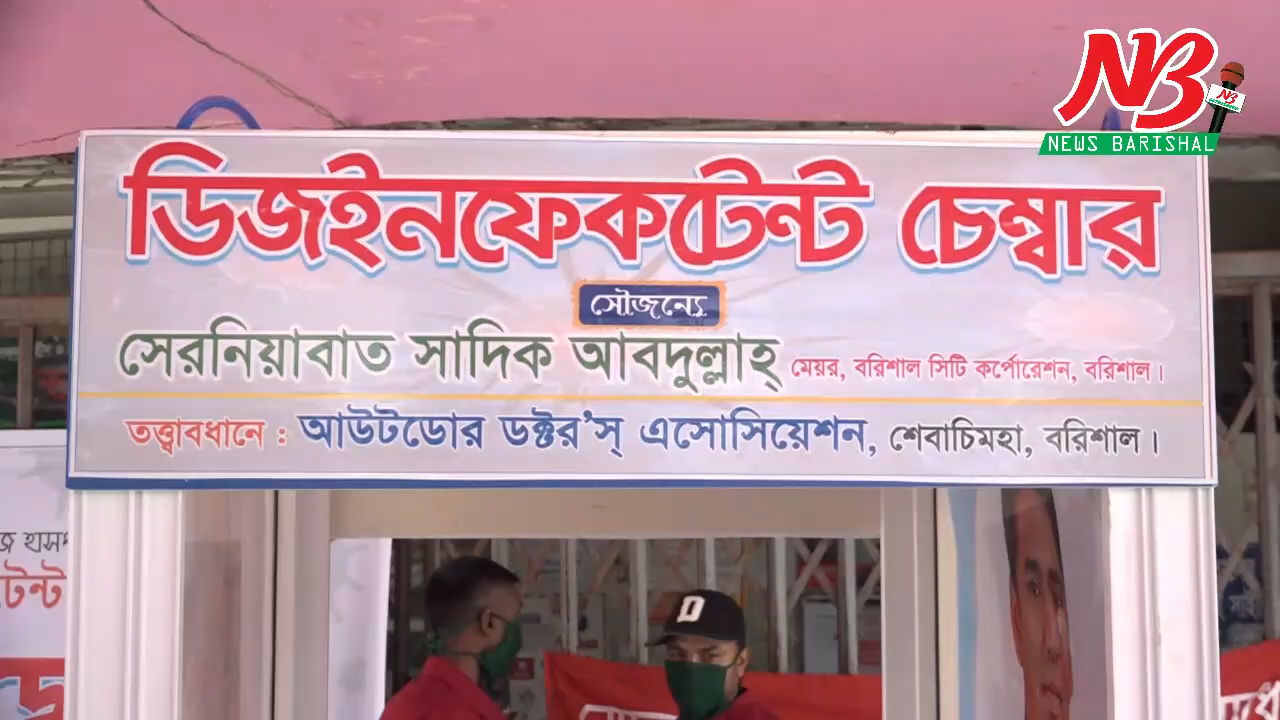 NB
NEWS BARISHAL
ডিজইনফেকটেন্ট চেম্বার
সৌজন্যে
সেরনিয়াবাত সাদিক আবদুল্লাহ্ মেয়র, বরিশাল সিটি কর্পোরেশন, বরিশাল।
তত্ত্বাবধানে : আউটডোর ডক্টর'স্ এসোসিয়েশন, শেবাচিমহা, বরিশাল।
D